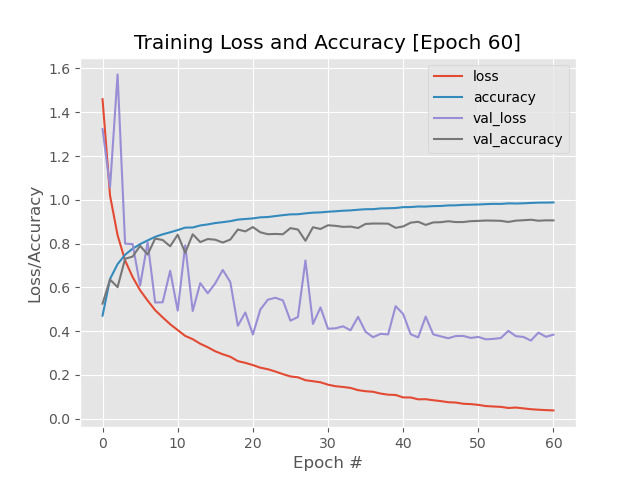 Training Loss and Accuracy [Epoch 60]
loss
accuracy
val_loss
val_accuracy
Loss/Accuracy
1.6
1.4
1.2
1.0
0.8
0.6
0.4
0.2
0.0
0 10 20 30 40 50 60
Epoch #